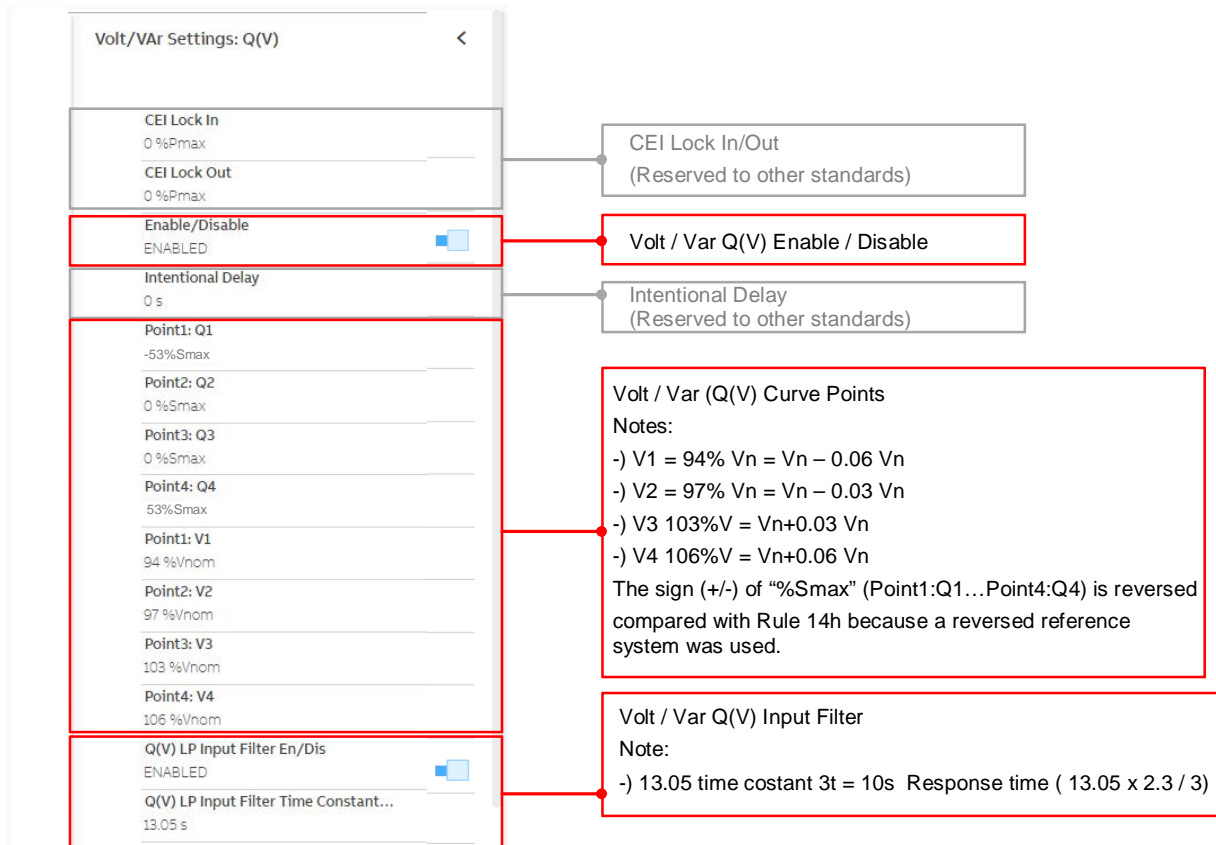 Volt/VAr Settings: Q(V)
<
CEI Lock In
0 %Pmax
CEI Lock Out
0 %Pmax
Enable/Disable
ENABLED
Intentional Delay
0 s
Point1: Q1
-53%Smax
Point2: Q2
0 %Smax
Point3: Q3
0 %Smax
Point4: Q4
53%Smax
Point1: V1
94 %Vnom
Point2: V2
97 %Vnom
Point3: V3
103 %Vnom
Point4: V4
106 %Vnom
Q(V) LP Input Filter En/Dis
ENABLED
Q(V) LP Input Filter Time Constant...
13.05 s
CEI Lock In/Out
(Reserved to other standards)
Volt / Var Q(V) Enable / Disable
Intentional Delay
(Reserved to other standards)
Volt / Var (Q(V) Curve Points
Notes:
-) V1 = 94% Vn = Vn – 0.06 Vn
-) V2 = 97% Vn = Vn – 0.03 Vn
-) V3 103%V = Vn+0.03 Vn
-) V4 106%V = Vn+0.06 Vn
The sign (+/-) of “%Smax” (Point1:Q1…Point4:Q4) is reversed
compared with Rule 14h because a reversed reference
system was used.
Volt / Var Q(V) Input Filter
Note:
-) 13.05 time costant 3t = 10s  Response time ( 13.05 x 2.3 / 3)